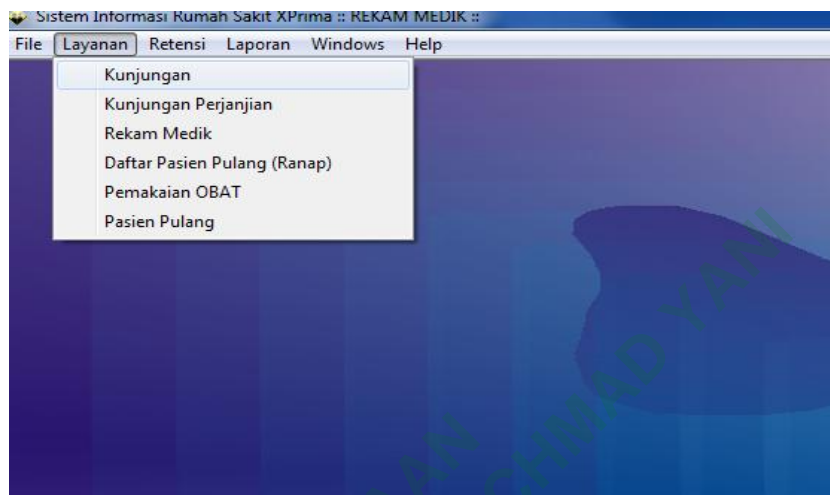 Sistem Informasi Rumah Sakit XPrima :: REKAM MEDIK ::
File Layanan Retensi Laporan Windows Help
Kunjungan
Kunjungan Perjanjian
Rekam Medik
Daftar Pasien Pulang (Ranap)
Pemakaian OBAT
Pasien Pulang
YANI